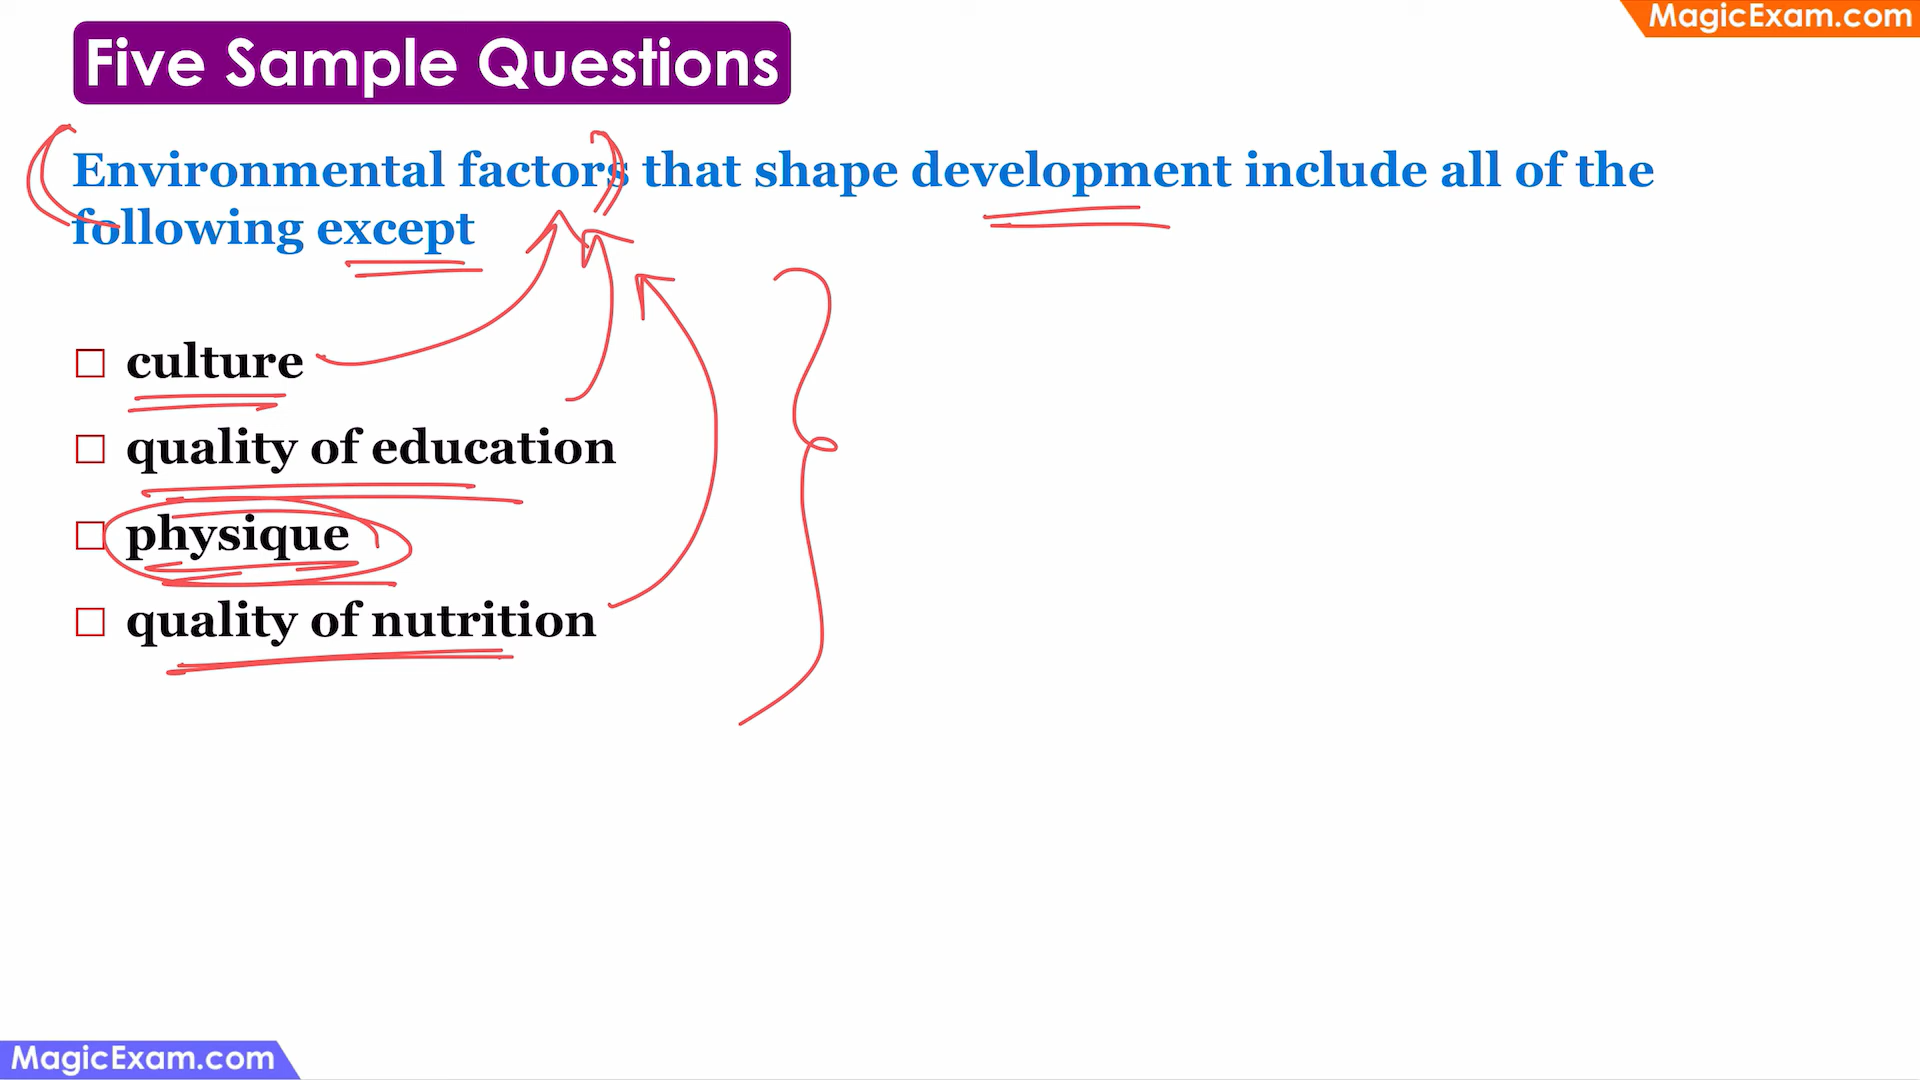 MagicExam.com
Five Sample Questions
Environmental factors that shape development include all of the
following except
culture
quality of education
physique
quality of nutrition
MagicExam.com